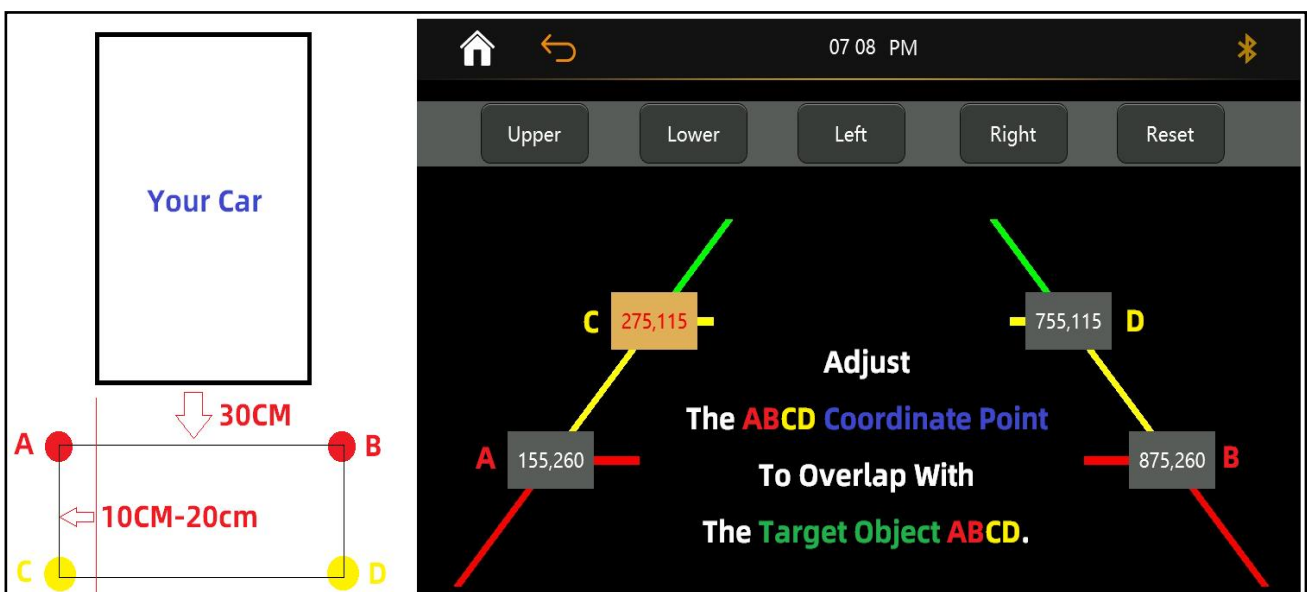 Your Car
30CM
A
B
10CM-20cm
C
D
07 08 PM
Upper
Lower
Left
Right
Reset
C
275,115
755,115
D
Adjust
The ABCD Coordinate Point
A
155,260
875,260
B
To Overlap With
The Target Object ABCD.